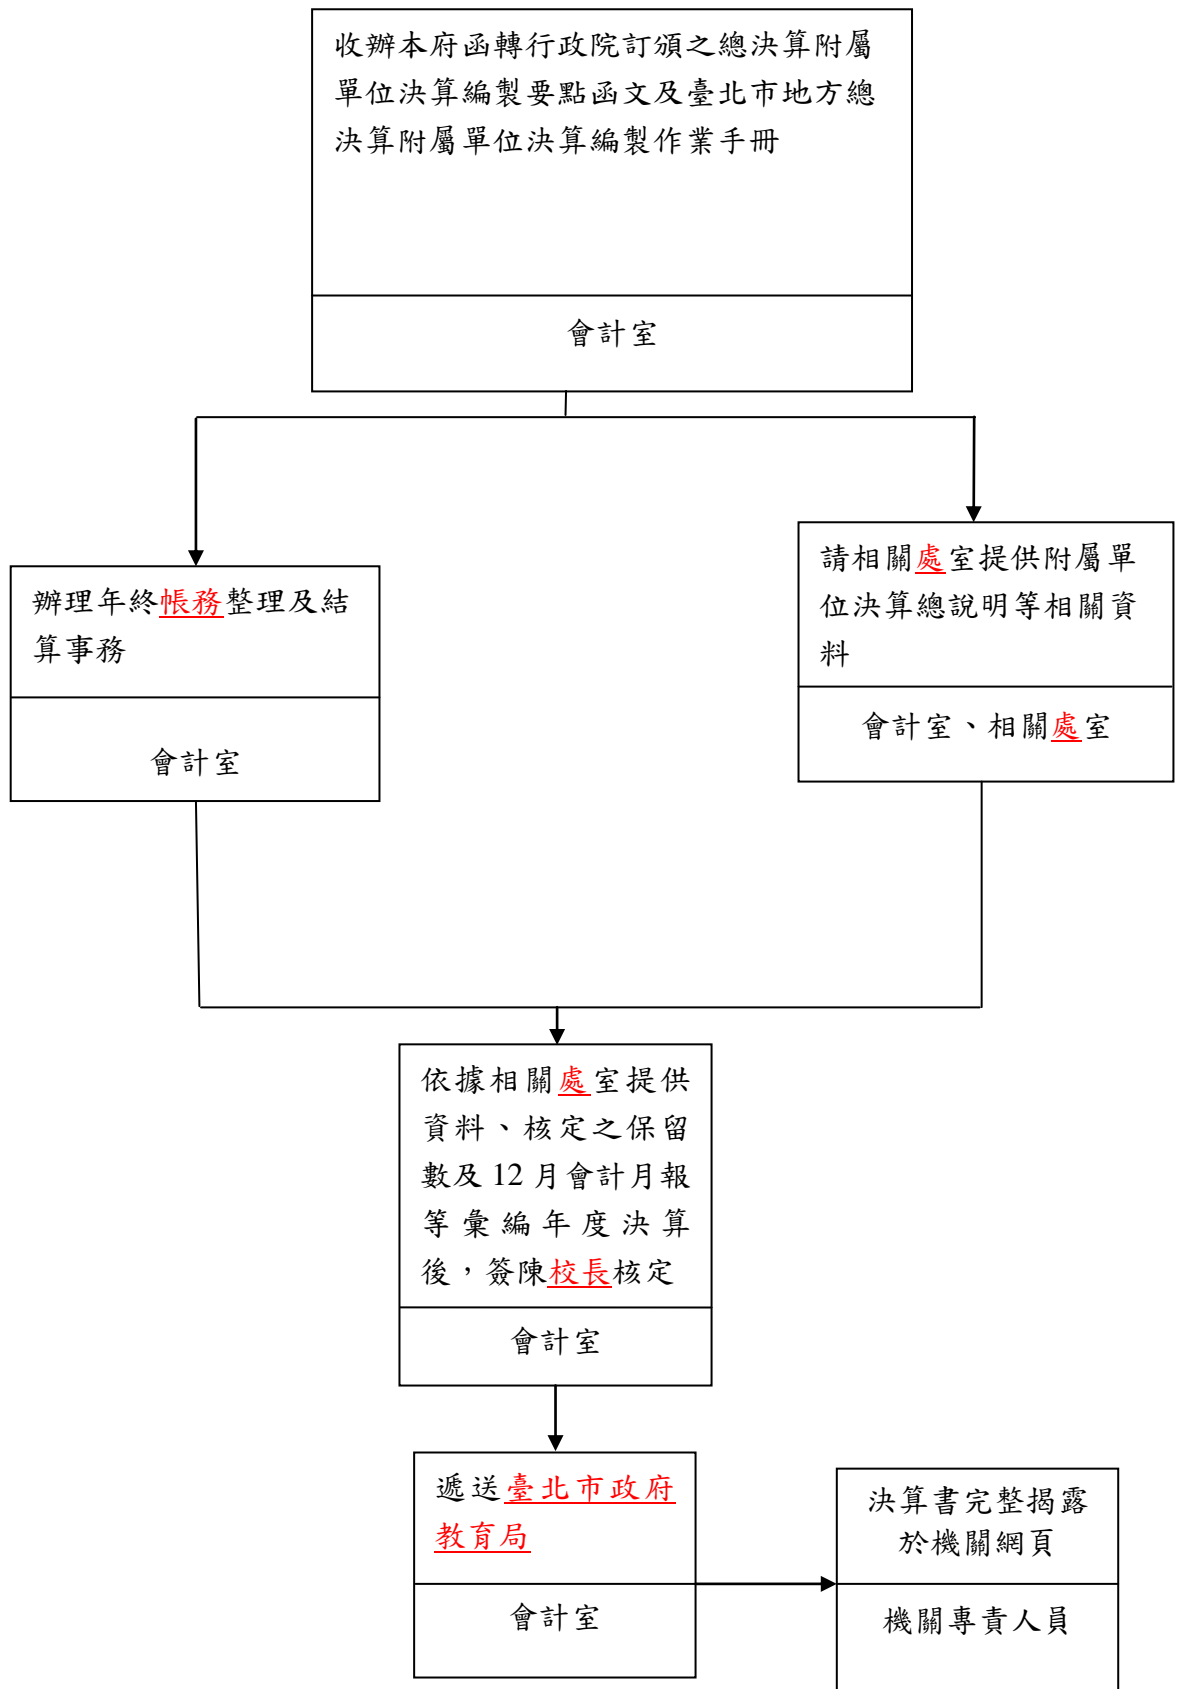 收辦本府函轉行政院訂頒之總決算附屬
單位決算編製要點函文及臺北市地方總
決算附屬單位決算編製作業手冊
會計室
辦理年終帳務整理及結
算事務
會計室
請相關處室提供附屬單
位決算總說明等相關資
料
會計室、相關處室
依據相關處室提供
資料、核定之保留
數及 12 月會計月報
等彙編年度決算
後，簽陳校長核定
會計室
遞送臺北市政府
教育局
會計室
決算書完整揭露
於機關網頁
機關專責人員